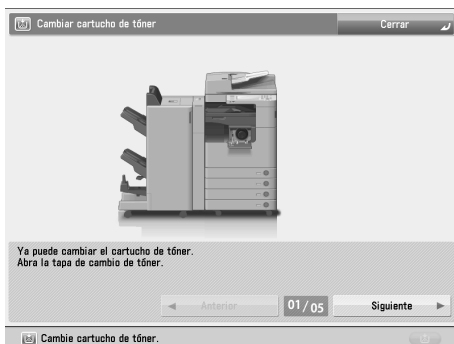 Cambiar cartucho de tóner
Cerrar
Ya puede cambiar el cartucho de tóner.
Abra la tapa de cambio de tóner.
Anterior
01/05
Siguiente
Cambie cartucho de tóner.